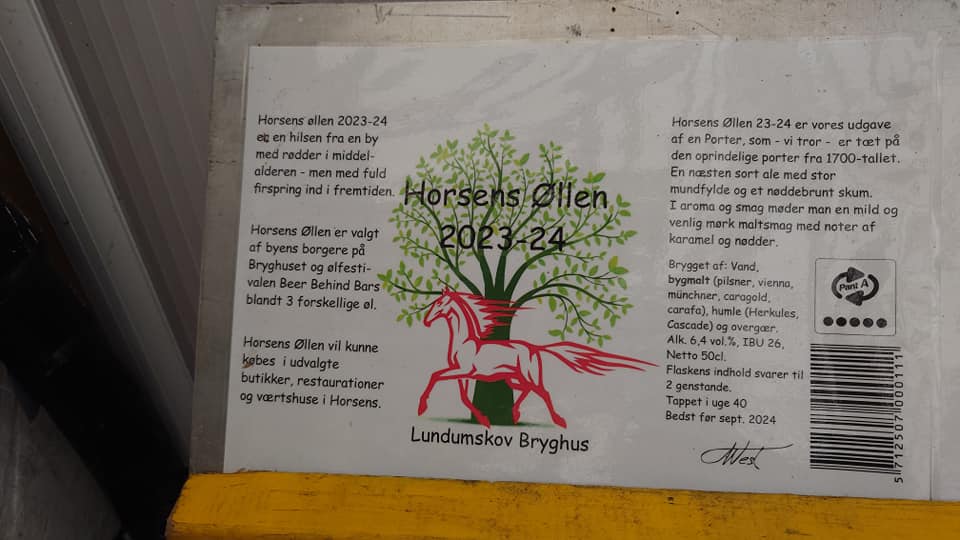 Horsens øllen 2023-24
er en hilsen fra en by
med rødder i middel-
alderen - men med fuld
firspring ind i fremtiden.
Horsens Øllen er valgt
af byens borgere på
Bryghuset og ølfesti-
valen Beer Behind Bars
blandt 3 forskellige øl.
Horsens Øllen vil kunne
købes i udvalgte
butikker, restaurationer
og værtshuse i Horsens.
Horsens Øllen
2023-24
Lundumskov Bryghus
Horsens Øllen 23-24 er vores udgave
af en Porter, som - vi tror - er tæt på
den oprindelige porter fra 1700-tallet.
En næsten sort ale med stor
mundfylde og et nøddebrunt skum.
I aroma og smag møder man en mild og
venlig mørk maltsmag med noter af
karamel og nødder.
Brygget af: Vand,
bygmalt (pilsner, vienna,
münchner, caragold,
carafa), humle (Herkules,
Cascade) og overgær.
Alk. 6,4 vol.%, IBU 26,
Netto 50cl.
Flaskens indhold svarer til
2 genstande.
Tappet i uge 40
Bedst før sept. 2024
West
Pant A
5 712507 000111